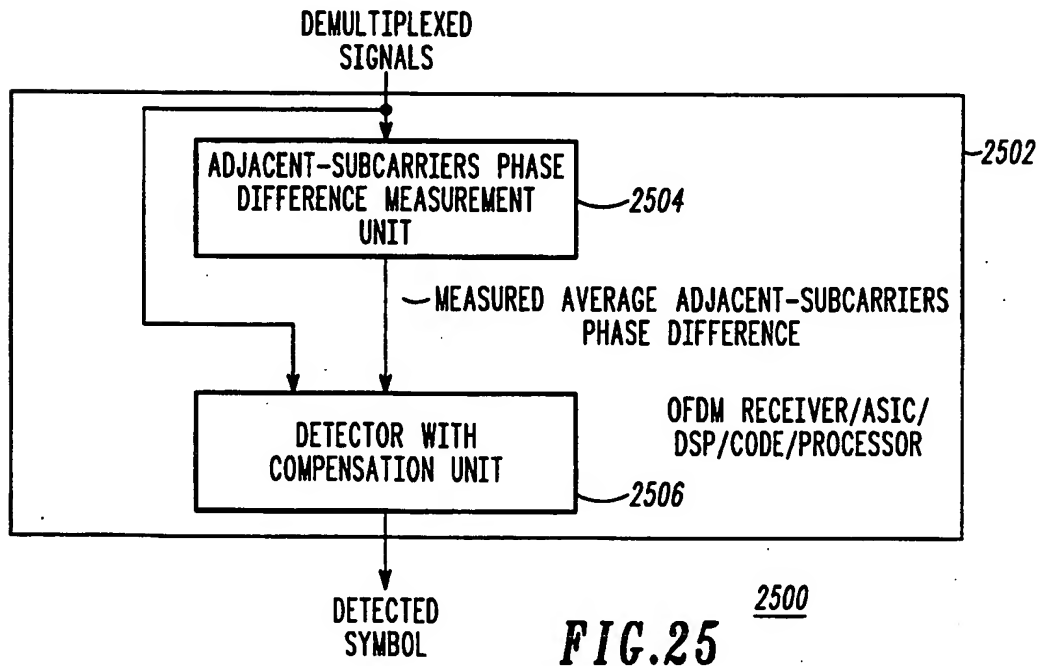 DEMULTIPLEXED
SIGNALS
2502
ADJACENT-SUBCARRIERS PHASE
DIFFERENCE MEASUREMENT
UNIT
2504
MEASURED AVERAGE ADJACENT-SUBCARRIERS
PHASE DIFFERENCE
DETECTOR WITH
COMPENSATION UNIT
2506
OFDM RECEIVER/ASIC/
DSP/CODE/PROCESSOR
DETECTED
SYMBOL
2500
FIG.25